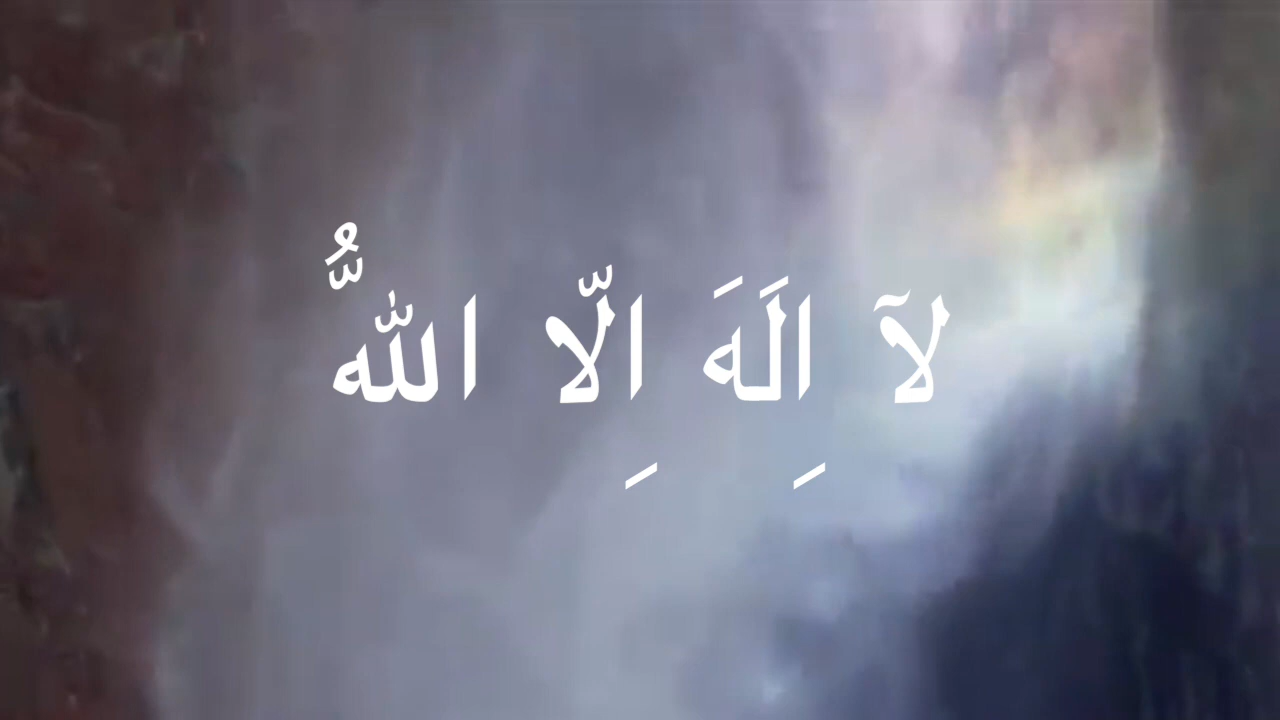 لآ اِلَهَ اِلّا اللّهُّ